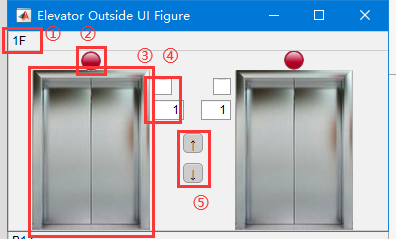 Elevator Outside UI Figure
1F ① ②
③ ④
1 1
↑
↓
⑤